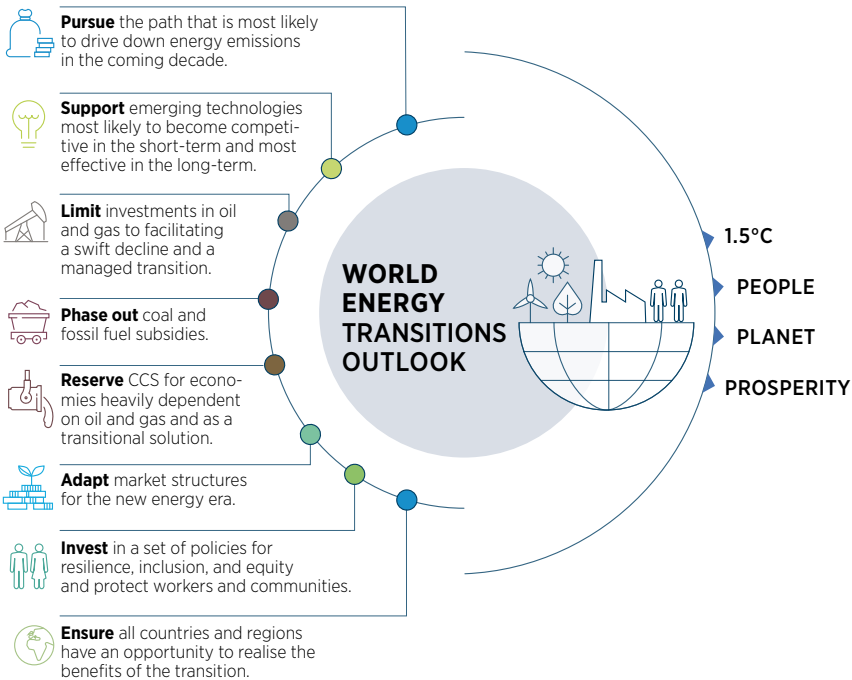 Pursue the path that is most likely
to drive down energy emissions
in the coming decade.
Support emerging technologies
most likely to become competi-
tive in the short-term and most
effective in the long-term.
Limit investments in oil
and gas to facilitating
a swift decline and a
managed transition.
Phase out coal and
fossil fuel subsidies.
Reserve CCS for econo-
mies heavily dependent
on oil and gas and as a
transitional solution.
Adapt market structures
for the new energy era.
Invest in a set of policies for
resilience, inclusion, and equity
and protect workers and communities.
Ensure all countries and regions
have an opportunity to realise the
benefits of the transition.
WORLD
ENERGY
TRANSITIONS
OUTLOOK
1.5°C
PEOPLE
PLANET
PROSPERITY